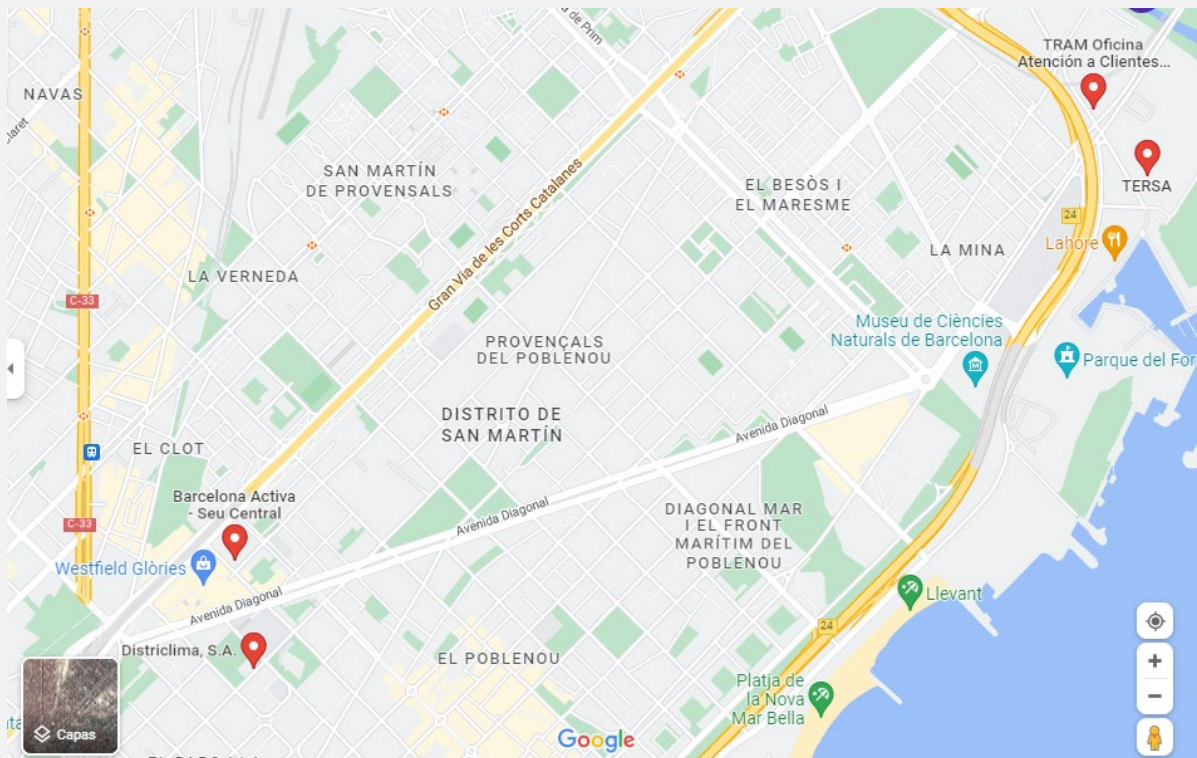 a de Prim
TRAM Oficina
Atención a Clientes...
NAVAS
Claret
SAN MARTÍN
DE PROVENSALS
Gran Vía de les Corts Catalanes
EL BESÒS I
EL MARESME
TERSA
24
Lahore
LA MINA
LA VERNEDA
C-33
Museu de Ciències
Naturals de Barcelona
PROVENÇALS
DEL POBLENOU
Parque del For
DISTRITO DE
SAN MARTÍN
Avenida Diagonal
EL CLOT
Barcelona Activa
- Seu Central
Avenida Diagonal
DIAGONAL MAR
I EL FRONT
MARÍTIM DEL
POBLENOU
C-33
Westfield Glòries
Avenida Diagonal
Llevant
24
Districlima, S.A.
EL POBLENOU
Platja de
la Nova
Mar Bella
Capas
Google